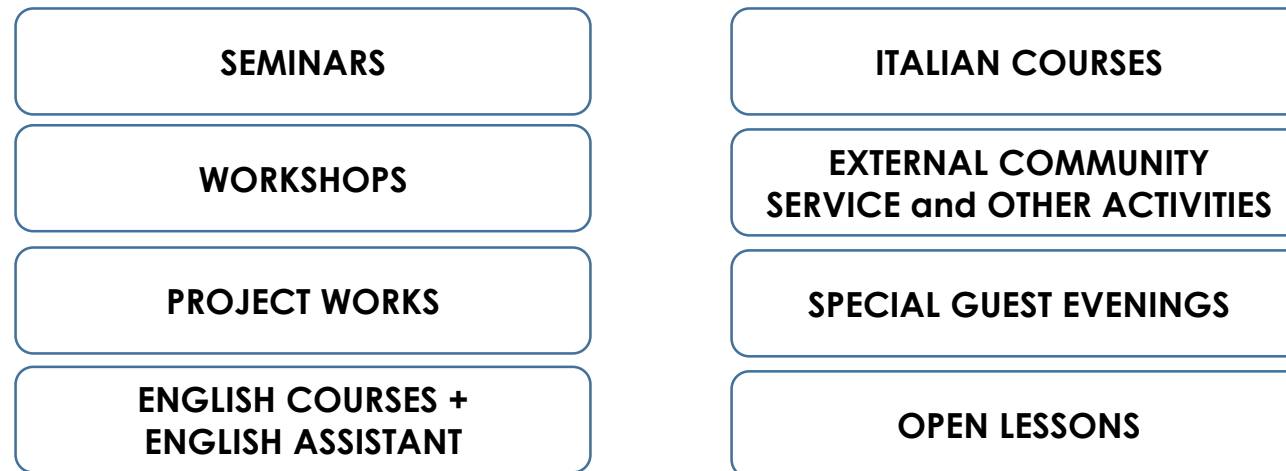 SEMINARS
WORKSHOPS
PROJECT WORKS
ENGLISH COURSES +
ENGLISH ASSISTANT
ITALIAN COURSES
EXTERNAL COMMUNITY
SERVICE and OTHER ACTIVITIES
SPECIAL GUEST EVENINGS
OPEN LESSONS